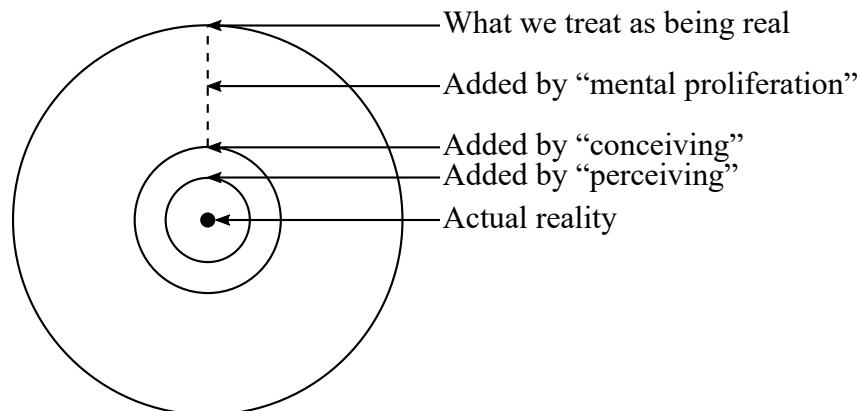 What we treat as being real
Added by “mental proliferation”
Added by “conceiving”
Added by “perceiving”
Actual reality